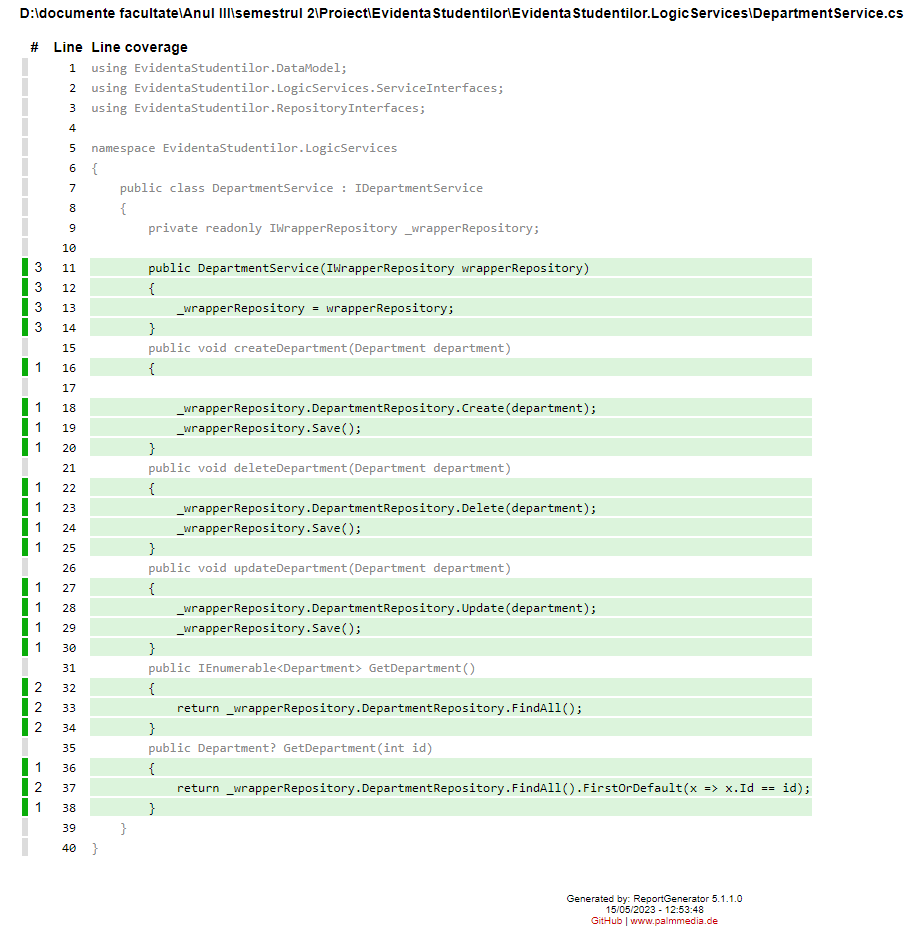 D:\documente facultate\Anul III\semestrul 2\Proiect\EvidentaStudentilor\EvidentaStudentilor.LogicServices\DepartmentService.cs
# Line Line coverage
1 using EvidentaStudentilor.DataModel;
2 using EvidentaStudentilor.LogicServices.ServiceInterfaces;
3 using EvidentaStudentilor.RepositoryInterfaces;
4
5 namespace EvidentaStudentilor.LogicServices
6 {
7 public class DepartmentService : IDepartmentService
8 {
9 private readonly IWrapperRepository _wrapperRepository;
10
3 11 public DepartmentService(IWrapperRepository wrapperRepository)
3 12 {
3 13 _wrapperRepository = wrapperRepository;
3 14 }
15 public void createDepartment(Department department)
1 16 {
17
1 18 _wrapperRepository.DepartmentRepository.Create(department);
1 19 _wrapperRepository.Save();
1 20 }
21 public void deleteDepartment(Department department)
1 22 {
1 23 _wrapperRepository.DepartmentRepository.Delete(department);
1 24 _wrapperRepository.Save();
1 25 }
26 public void updateDepartment(Department department)
1 27 {
1 28 _wrapperRepository.DepartmentRepository.Update(department);
1 29 _wrapperRepository.Save();
1 30 }
31 public IEnumerable<Department> GetDepartment()
2 32 {
2 33 return _wrapperRepository.DepartmentRepository.FindAll();
2 34 }
35 public Department? GetDepartment(int id)
1 36 {
2 37 return _wrapperRepository.DepartmentRepository.FindAll().FirstOrDefault(x => x.Id == id);
1 38 }
39 }
40 }
Generated by: ReportGenerator 5.1.1.0
15/05/2023 - 12:53:48
GitHub | www.palmmedia.de